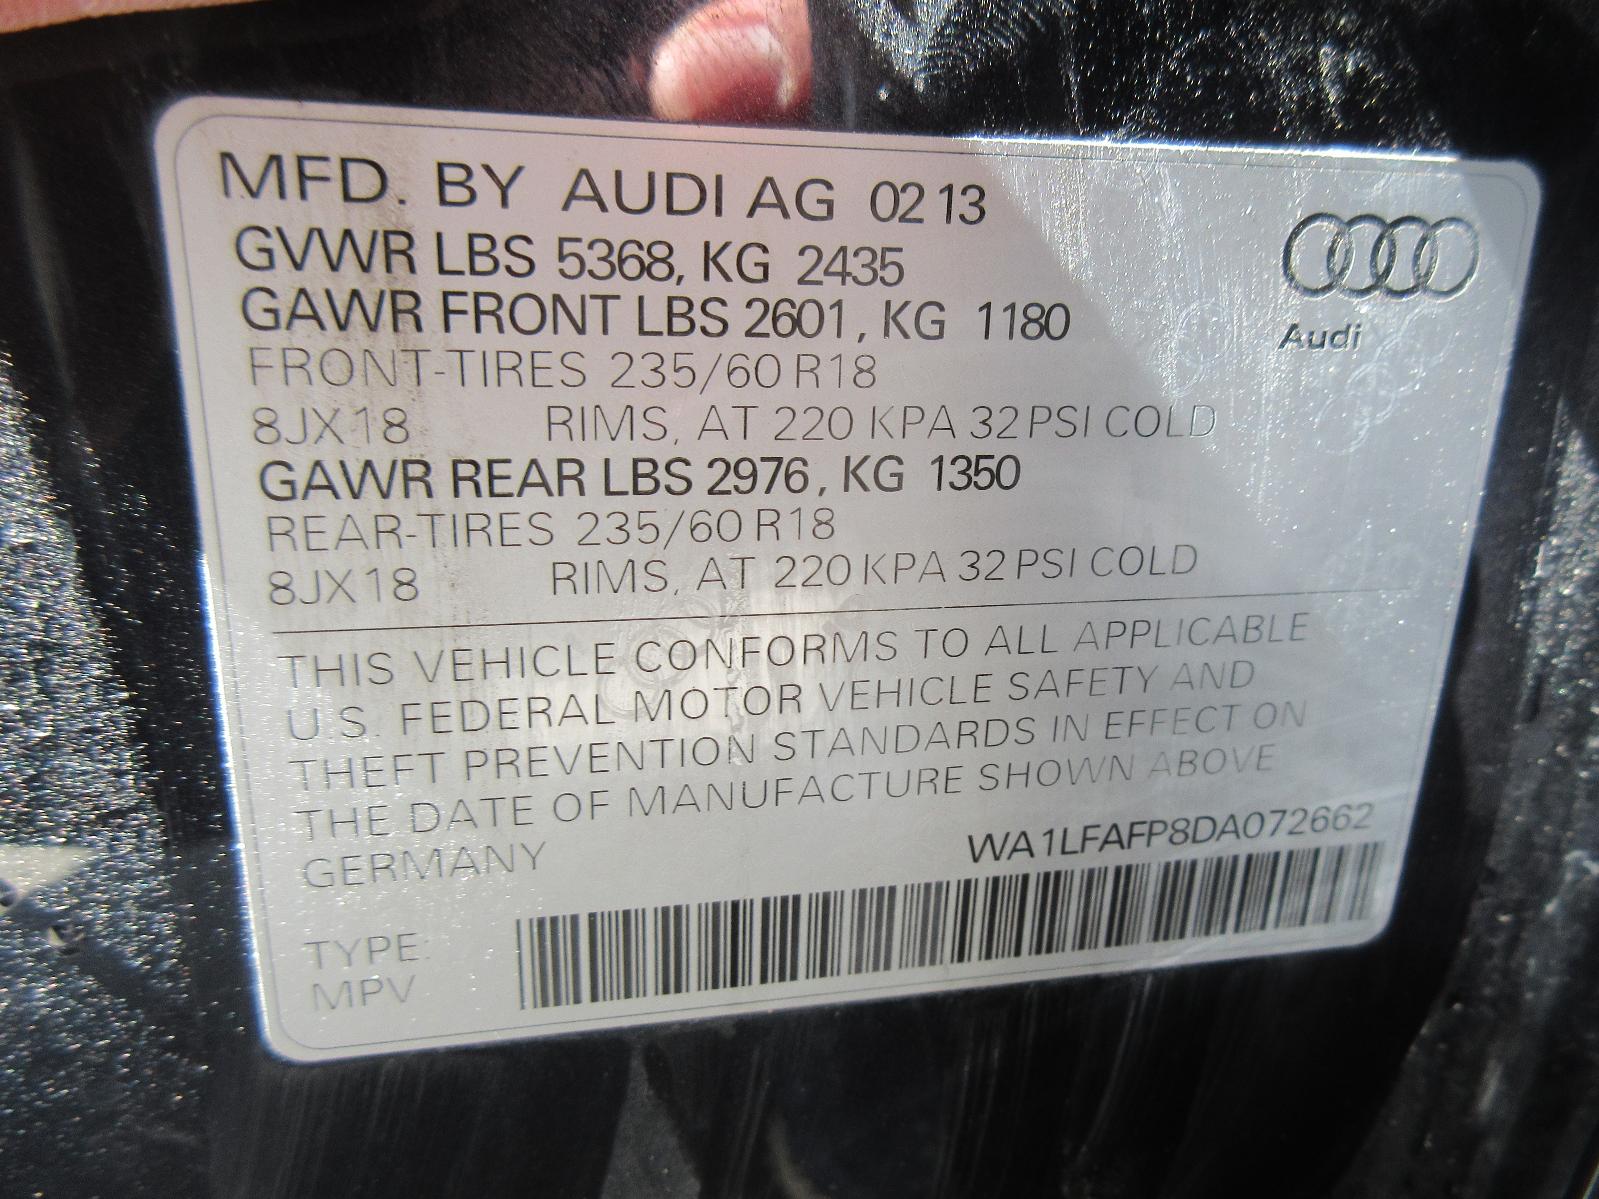 MFD. BY AUDI AG 02 13
GVWR LBS 5368, KG 2435
GAWR FRONT LBS 2601, KG 1180
FRONT-TIRES 235/60 R18
8JX18 RIMS, AT 220 KPA 32 PSI COLD
GAWR REAR LBS 2976, KG 1350
REAR-TIRES 235/60 R18
8JX18 RIMS, AT 220 KPA 32 PSI COLD
Audi
THIS VEHICLE CONFORMS TO ALL APPLICABLE
U.S. FEDERAL MOTOR VEHICLE SAFETY AND
THEFT PREVENTION STANDARDS IN EFFECT ON
THE DATE OF MANUFACTURE SHOWN ABOVE
GERMANY
WA1LFAFP8DA072662
TYPE:
MPV